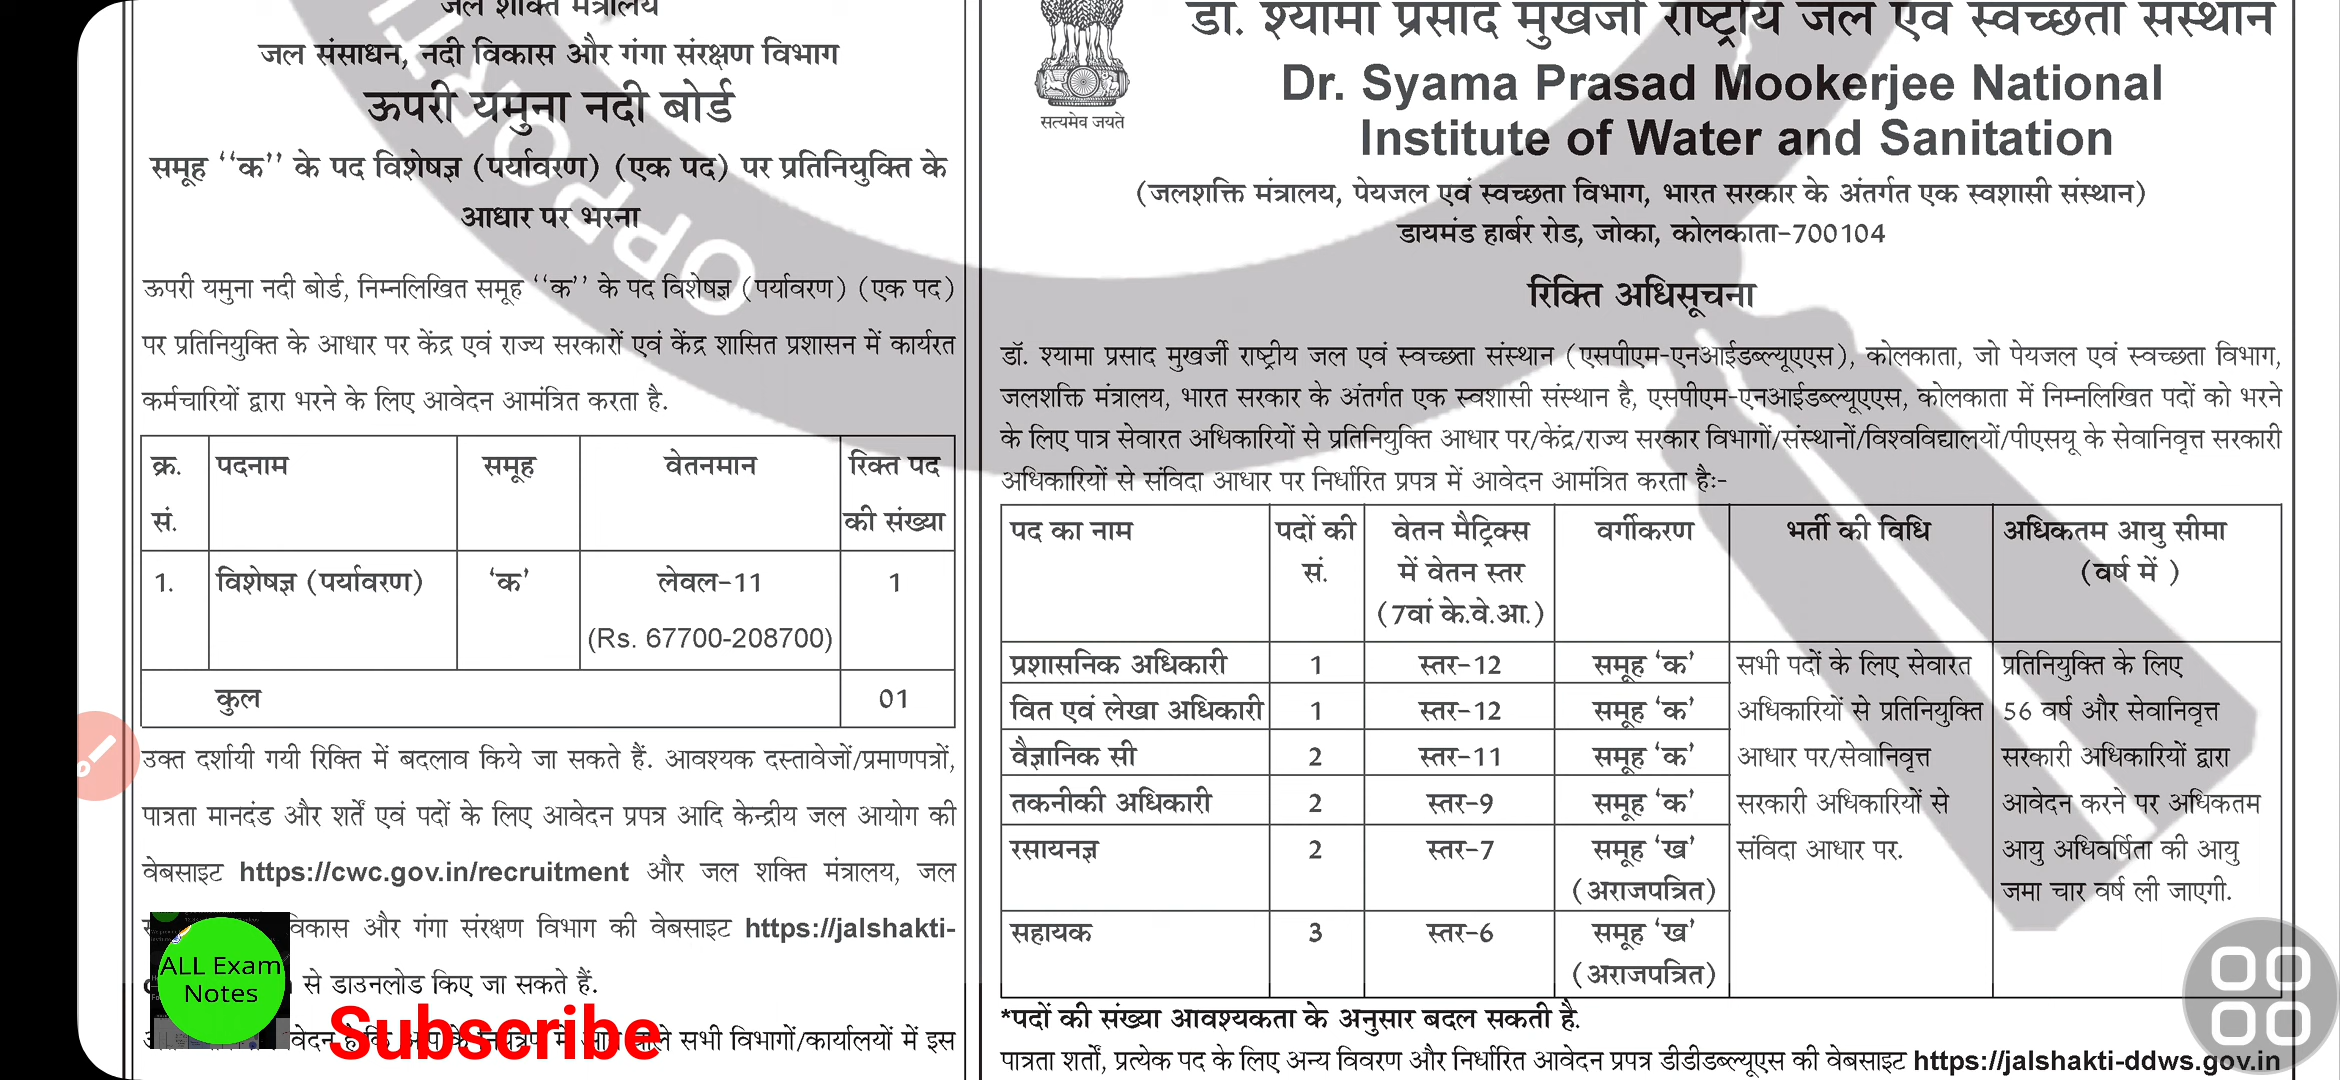 जल शक्ति मंत्रालय
जल संसाधन, नदी विकास और गंगा संरक्षण विभाग
ऊपरी यमुना नदी बोर्ड
समूह ‘‘क’’ के पद विशेषज्ञ (पर्यावरण) (एक पद) पर प्रतिनियुक्ति के
आधार पर भरना
ऊपरी यमुना नदी बोर्ड, निम्नलिखित समूह ‘‘क’’ के पद विशेषज्ञ (पर्यावरण) (एक पद)
पर प्रतिनियुक्ति के आधार पर केंद्र एवं राज्य सरकारों एवं केंद्र शासित प्रशासन में कार्यरत
कर्मचारियों द्वारा भरने के लिए आवेदन आमंत्रित करता है.
क्र. सं. पदनाम समूह वेतनमान रिक्त पद की संख्या
1. विशेषज्ञ (पर्यावरण) ‘क’ लेवल-11 1
(Rs. 67700-208700)
कुल 01
उक्त दर्शायी गयी रिक्ति में बदलाव किये जा सकते हैं. आवश्यक दस्तावेजों/प्रमाणपत्रों,
पात्रता मानदंड और शर्तें एवं पदों के लिए आवेदन प्रपत्र आदि केन्द्रीय जल आयोग की
वेबसाइट https://cwc.gov.in/recruitment और जल शक्ति मंत्रालय, जल
विकास और गंगा संरक्षण विभाग की वेबसाइट https://jalshakti-
से डाउनलोड किए जा सकते हैं.
सभी विभागों/कार्यालयों में इस
ALL Exam
Notes
Subscribe
OPPORTI
सत्यमेव जयते
डा. श्यामा प्रसाद मुखर्जी राष्ट्रीय जल एवं स्वच्छता संस्थान
Dr. Syama Prasad Mookerjee National
Institute of Water and Sanitation
(जलशक्ति मंत्रालय, पेयजल एवं स्वच्छता विभाग, भारत सरकार के अंतर्गत एक स्वशासी संस्थान)
डायमंड हार्बर रोड, जोका, कोलकाता-700104
रिक्ति अधिसूचना
डॉ. श्यामा प्रसाद मुखर्जी राष्ट्रीय जल एवं स्वच्छता संस्थान (एसपीएम-एनआईडब्ल्यूएएस), कोलकाता, जो पेयजल एवं स्वच्छता विभाग,
जलशक्ति मंत्रालय, भारत सरकार के अंतर्गत एक स्वशासी संस्थान है, एसपीएम-एनआईडब्ल्यूएएस, कोलकाता में निम्नलिखित पदों को भरने
के लिए पात्र सेवारत अधिकारियों से प्रतिनियुक्ति आधार पर/केंद्र/राज्य सरकार विभागों/संस्थानों/विश्वविद्यालयों/पीएसयू के सेवानिवृत्त सरकारी
अधिकारियों से संविदा आधार पर निर्धारित प्रपत्र में आवेदन आमंत्रित करता हैः-
पद का नाम पदों की सं. वेतन मैट्रिक्स में वेतन स्तर (7वां के.वे.आ.) वर्गीकरण भर्ती की विधि अधिकतम आयु सीमा (वर्ष में )
प्रशासनिक अधिकारी 1 स्तर-12 समूह ‘क’ सभी पदों के लिए सेवारत प्रतिनियुक्ति के लिए
वित एवं लेखा अधिकारी 1 स्तर-12 समूह ‘क’ अधिकारियों से प्रतिनियुक्ति 56 वर्ष और सेवानिवृत्त
वैज्ञानिक सी 2 स्तर-11 समूह ‘क’ आधार पर/सेवानिवृत्त सरकारी अधिकारियों द्वारा
तकनीकी अधिकारी 2 स्तर-9 समूह ‘क’ सरकारी अधिकारियों से आवेदन करने पर अधिकतम
रसायनज्ञ 2 स्तर-7 समूह ‘ख’ संविदा आधार पर. आयु अधिवर्षिता की आयु
(अराजपत्रित) जमा चार वर्ष ली जाएगी.
सहायक 3 स्तर-6 समूह ‘ख’
(अराजपत्रित)
*पदों की संख्या आवश्यकता के अनुसार बदल सकती है.
पात्रता शर्तों, प्रत्येक पद के लिए अन्य विवरण और निर्धारित आवेदन प्रपत्र डीडीडब्ल्यूएस की वेबसाइट https://jalshakti-ddws.gov.in